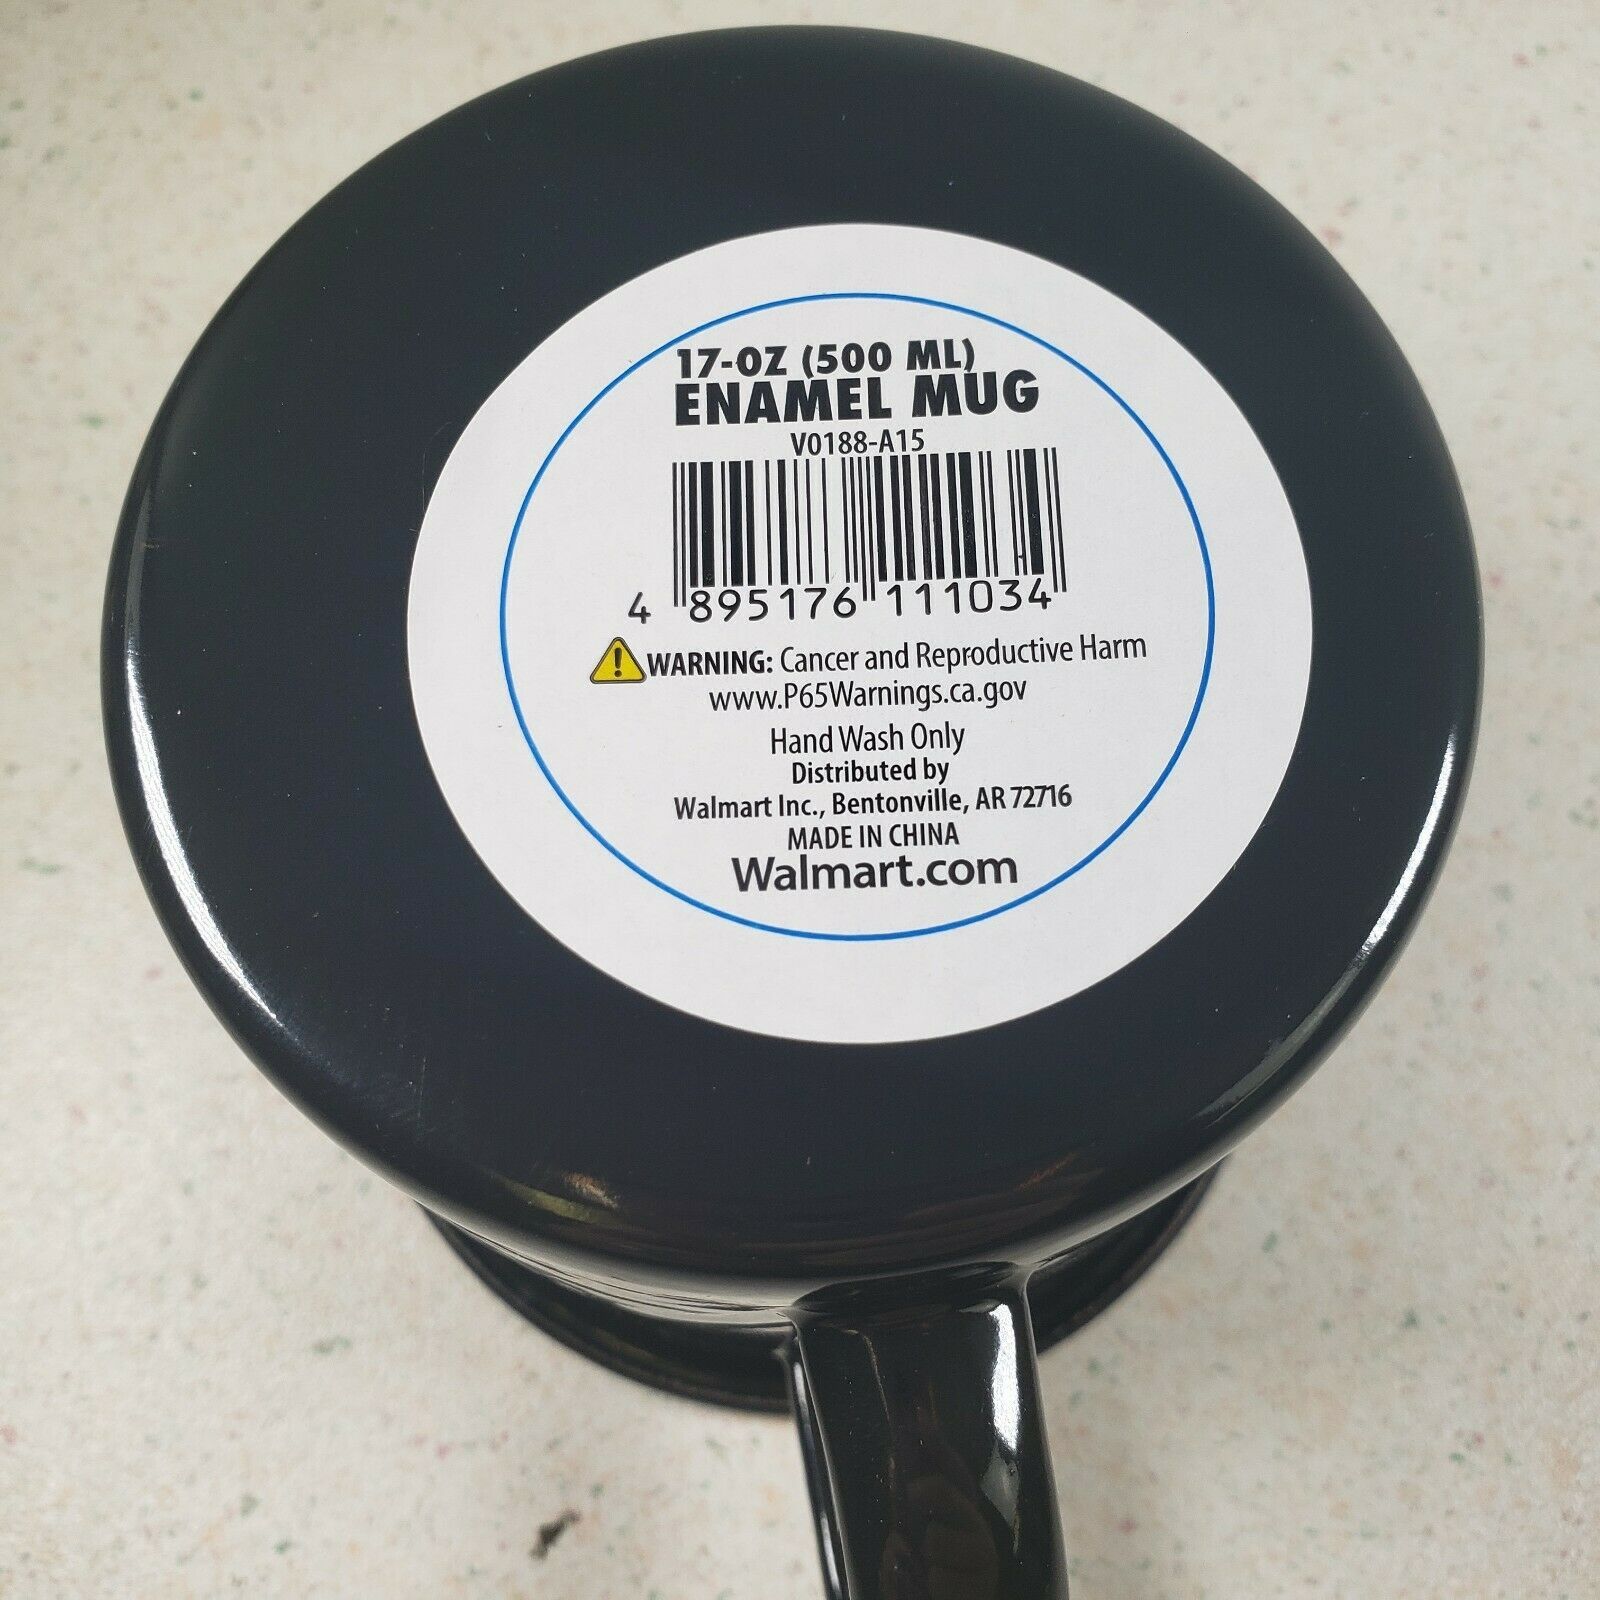 17-OZ (500 ML)
ENAMEL MUG
V0188-A15
4 895176 111034
WARNING: Cancer and Reproductive Harm
www.P65Warnings.ca.gov
Hand Wash Only
Distributed by
Walmart Inc., Bentonville, AR 72716
MADE IN CHINA
Walmart.com